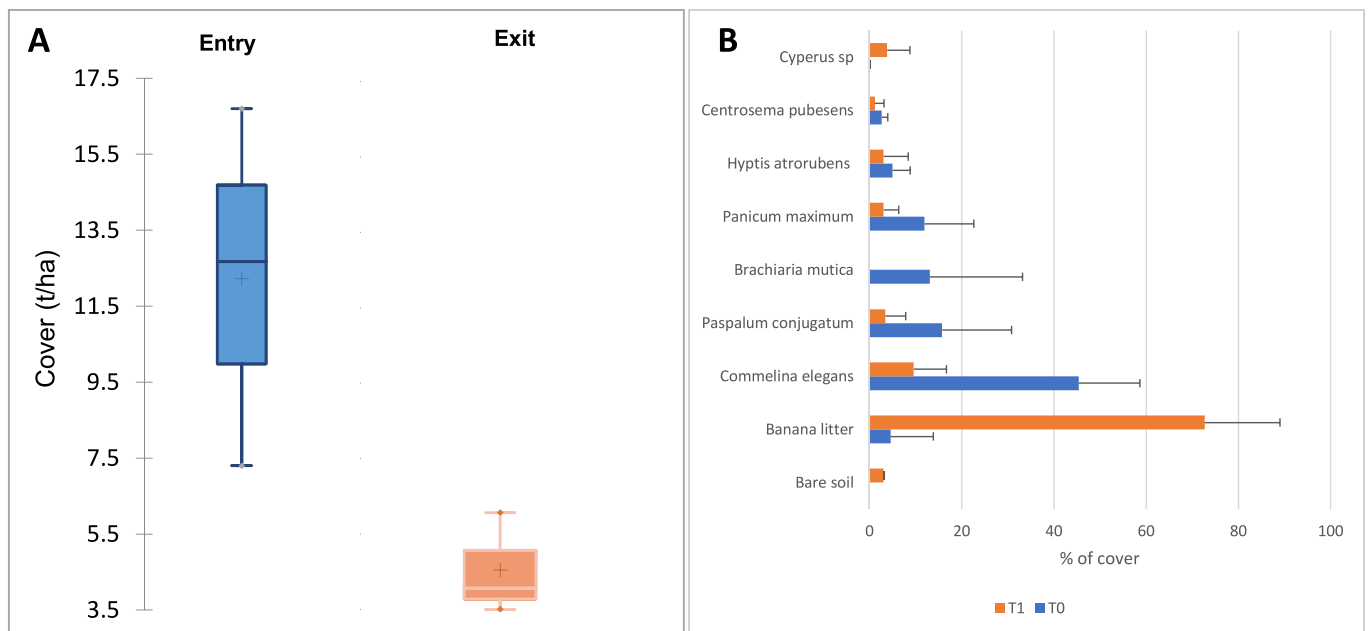 A
Entry
Exit
17.5
15.5
13.5
11.5
9.5
7.5
5.5
3.5
Cover (t/ha)
B
Cyperus sp
Centrosema pubesens
Hyptis atrorubens
Panicum maximum
Brachiaria mutica
Paspalum conjugatum
Commelina elegans
Banana litter
Bare soil
0 20 40 60 80 100
% of cover
T1 T0